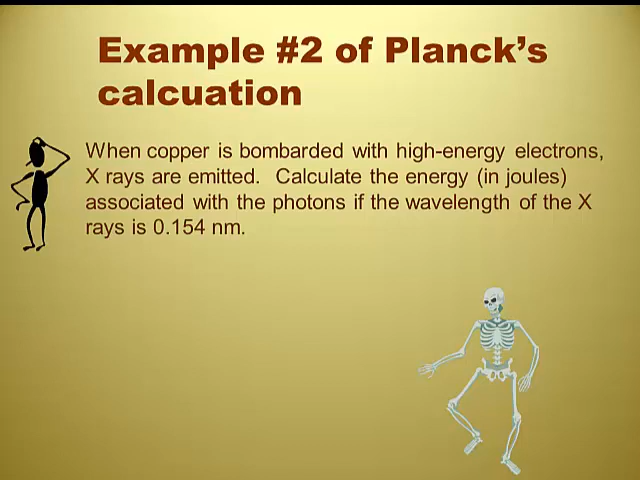 Example #2 of Planck’s
calcuation
When copper is bombarded with high-energy electrons,
X rays are emitted.  Calculate the energy (in joules)
associated with the photons if the wavelength of the X
rays is 0.154 nm.